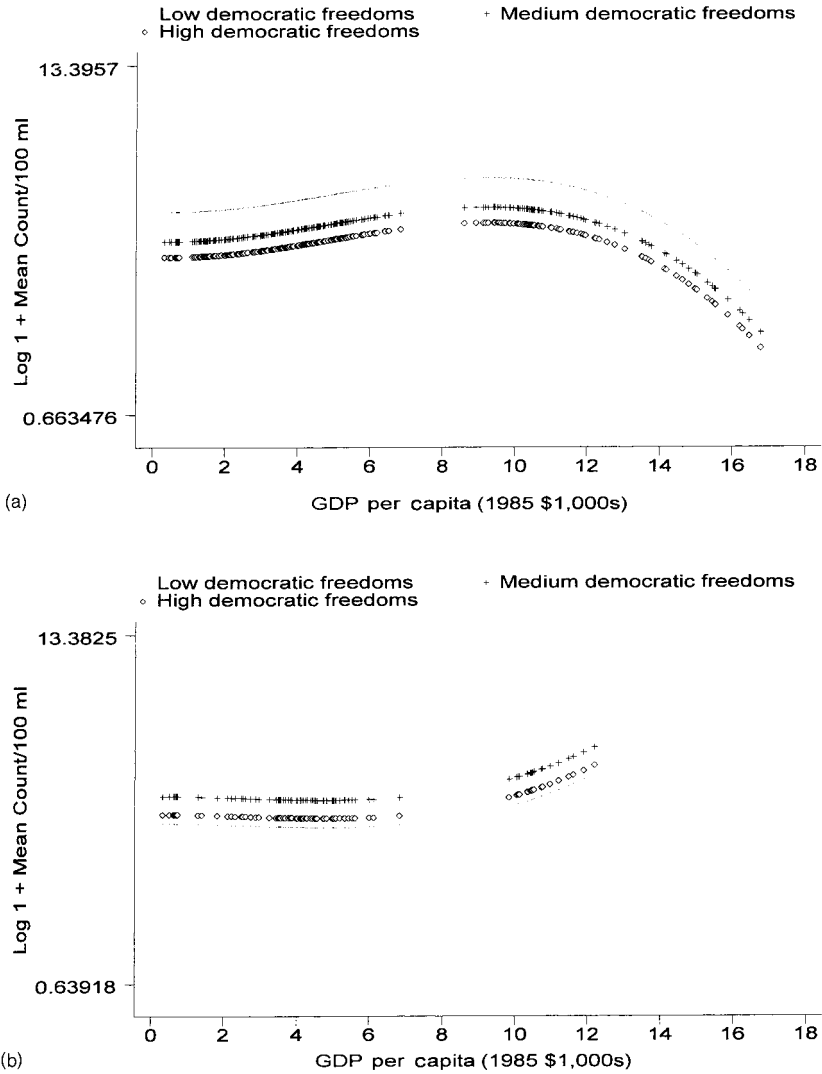 Low democratic freedoms
+ Medium democratic freedoms
◇ High democratic freedoms
13.3957
Log 1 + Mean Count/100 ml
0.663476
0 2 4 6 8 10 12 14 16 18
(a)
GDP per capita (1985 $1,000s)
Low democratic freedoms
+ Medium democratic freedoms
◇ High democratic freedoms
13.3825
Log 1 + Mean Count/100 ml
0.63918
0 2 4 6 8 10 12 14 16 18
(b)
GDP per capita (1985 $1,000s)